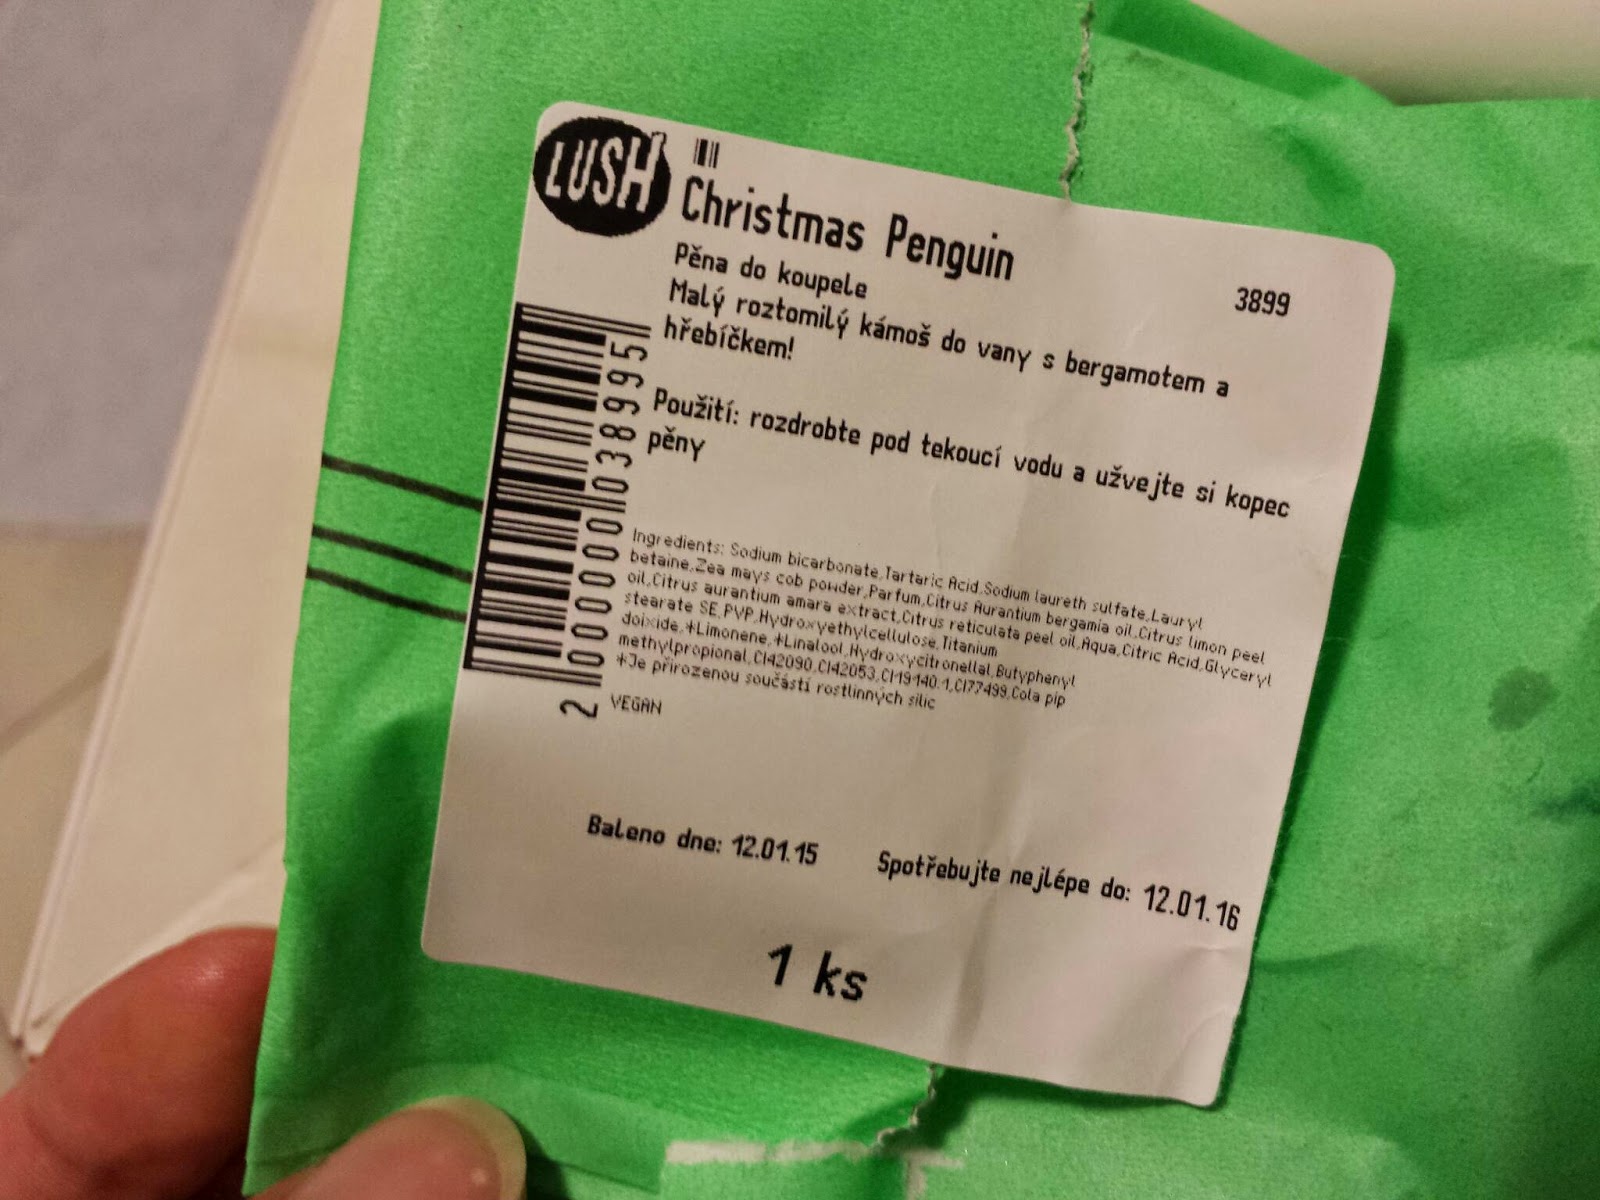 LUSH
Christmas Penguin
3899
Pěna do koupele
Malý roztomilý kámoš do vany s bergamotem a
hřebíčkem!
Použití: rozdrobte pod tekoucí vodu a užvejte si kopec
pěny
Ingredients: Sodium bicarbonate,Tartaric Acid,Sodium laureth sulfate,Lauryl
betaine,Zea mays cob powder,Parfum,Citrus Aurantium bergamia oil,Citrus limon peel
oil,Citrus aurantium amara extract,Citrus reticulata peel oil,Aqua,Citric Acid,Glyceryl
stearate SE,PVP,Hydroxyethylcellulose,Titanium
doixide,*Limonene,*Linalool,Hydroxycitronellal,Butyphenyl
methylpropional,CI42090,CI42053,CI19140:1,CI77499,Cola pip
*Je přirozenou součástí rostlinných silic
VEGAN
2 000000 038995
Baleno dne: 12.01.15 Spotřebujte nejlépe do: 12.01.16
1 ks